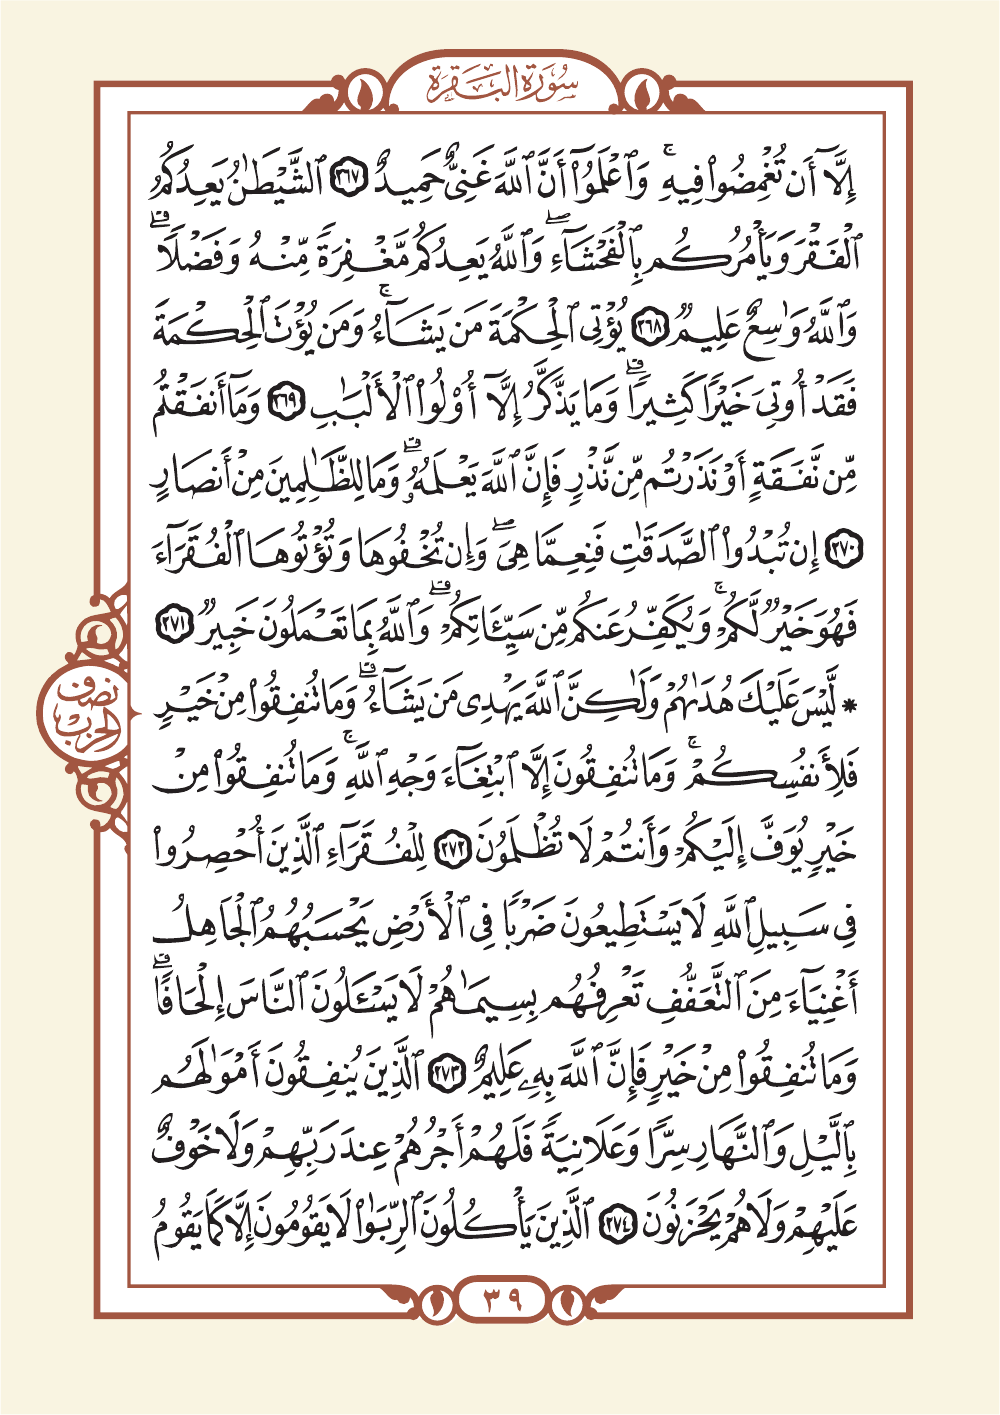 سُورَةُ البَقَرَةِ
إِلَّآ أَن تُغْمِضُوا۟ فِيهِ ۚ وَٱعْلَمُوٓا۟ أَنَّ ٱللَّهَ غَنِىٌّ حَمِيدٌ ٢٦٧ ٱلشَّيْطَـٰنُ يَعِدُكُمُ
ٱلْفَقْرَ وَيَأْمُرُكُم بِٱلْفَحْشَآءِ ۖ وَٱللَّهُ يَعِدُكُم مَّغْفِرَةً مِّنْهُ وَفَضْلًا ۗ
وَٱللَّهُ وَٰسِعٌ عَلِيمٌ ٢٦٨ يُؤْتِى ٱلْحِكْمَةَ مَن يَشَآءُ ۚ وَمَن يُؤْتَ ٱلْحِكْمَةَ
فَقَدْ أُوتِىَ خَيْرًا كَثِيرًا ۗ وَمَا يَذَّكَّرُ إِلَّآ أُو۟لُوا۟ ٱلْأَلْبَـٰبِ ٢٦٩ وَمَآ أَنفَقْتُم
مِّن نَّفَقَةٍ أَوْ نَذَرْتُم مِّن نَّذْرٍ فَإِنَّ ٱللَّهَ يَعْلَمُهُۥ ۗ وَمَا لِلظَّـٰلِمِينَ مِنْ أَنصَارٍ
٢٧٠ إِن تُبْدُوا۟ ٱلصَّدَقَـٰتِ فَنِعِمَّا هِىَ ۖ وَإِن تُخْفُوهَا وَتُؤْتُوهَا ٱلْفُقَرَآءَ
فَهُوَ خَيْرٌ لَّكُمْ ۚ وَيُكَفِّرُ عَنكُم مِّن سَيِّـَٔاتِكُمْ ۗ وَٱللَّهُ بِمَا تَعْمَلُونَ خَبِيرٌ ٢٧١
* لَّيْسَ عَلَيْكَ هُدَىٰهُمْ وَلَـٰكِنَّ ٱللَّهَ يَهْدِى مَن يَشَآءُ ۗ وَمَا تُنفِقُوا۟ مِنْ خَيْرٍ
فَلِأَنفُسِكُمْ ۚ وَمَا تُنفِقُونَ إِلَّا ٱبْتِغَآءَ وَجْهِ ٱللَّهِ ۚ وَمَا تُنفِقُوا۟ مِنْ
خَيْرٍ يُوَفَّ إِلَيْكُمْ وَأَنتُمْ لَا تُظْلَمُونَ ٢٧٢ لِلْفُقَرَآءِ ٱلَّذِينَ أُحْصِرُوا۟
فِى سَبِيلِ ٱللَّهِ لَا يَسْتَطِيعُونَ ضَرْبًا فِى ٱلْأَرْضِ يَحْسَبُهُمُ ٱلْجَاهِلُ
أَغْنِيَآءَ مِنَ ٱلتَّعَفُّفِ تَعْرِفُهُم بِسِيمَـٰهُمْ لَا يَسْـَٔلُونَ ٱلنَّاسَ إِلْحَافًا ۗ
وَمَا تُنفِقُوا۟ مِنْ خَيْرٍ فَإِنَّ ٱللَّهَ بِهِۦ عَلِيمٌ ٢٧٣ ٱلَّذِينَ يُنفِقُونَ أَمْوَٰلَهُم
بِٱلَّيْلِ وَٱلنَّهَارِ سِرًّا وَعَلَانِيَةً فَلَهُمْ أَجْرُهُمْ عِندَ رَبِّهِمْ وَلَا خَوْفٌ
عَلَيْهِمْ وَلَا هُمْ يَحْزَنُونَ ٢٧٤ ٱلَّذِينَ يَأْكُلُونَ ٱلرِّبَوٰا۟ لَا يَقُومُونَ إِلَّا كَمَا يَقُومُ
نصف
الحزب
٣٩